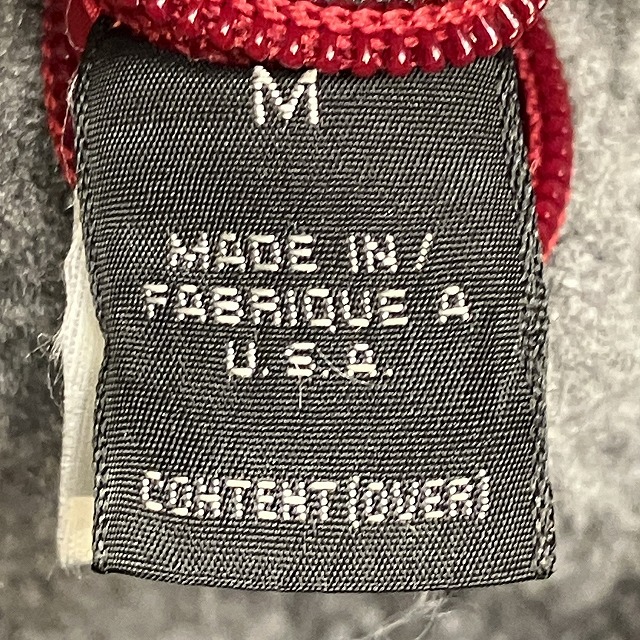 M
MADE IN /
FABRIQUE A
U.S.A.
CONTENT (OVER)